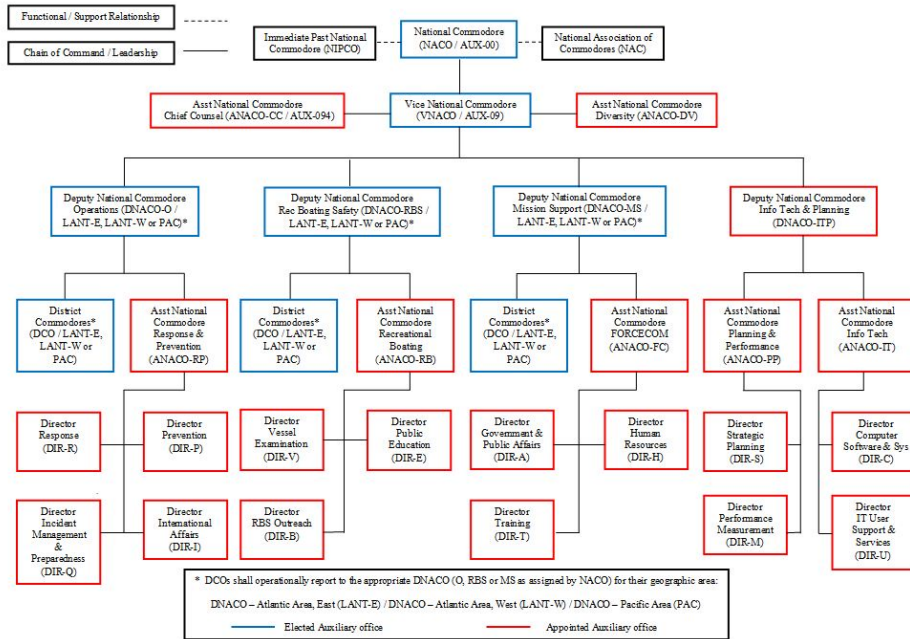 Functional / Support Relationship
Chain of Command / Leadership
Immediate Past National
Commodore (NIPCO)
National Commodore
(NACO / AUX-00)
National Association of
Commodores (NAC)
Asst National Commodore
Chief Counsel (ANACO-CC / AUX-094)
Vice National Commodore
(VNACO / AUX-09)
Asst National Commodore
Diversity (ANACO-DV)
Deputy National Commodore
Operations (DNACO-O /
LANT-E, LANT-W or PAC)*
Deputy National Commodore
Rec Boating Safety (DNACO-RBS
/ LANT-E, LANT-W or PAC)*
Deputy National Commodore
Mission Support (DNACO-MS /
LANT-E, LANT-W or PAC)*
Deputy National Commodore
Info Tech & Planning
(DNACO-ITP)
District
Commodores*
(DCO / LANT-E,
LANT-W or
PAC)
Asst National
Commodore
Response &
Prevention
(ANACO-RP)
District
Commodores*
(DCO / LANT-E,
LANT-W or
PAC)
Asst National
Commodore
Recreational
Boating
(ANACO-RB)
District
Commodores*
(DCO / LANT-E,
LANT-W or
PAC)
Asst National
Commodore
FORCECOM
(ANACO-FC)
Asst National
Commodore
Planning &
Performance
(ANACO-PP)
Asst National
Commodore
Info Tech
(ANACO-IT)
Director
Response
(DIR-R)
Director
Prevention
(DIR-P)
Director
Vessel
Examination
(DIR-V)
Director
Public
Education
(DIR-E)
Director
Government &
Public Affairs
(DIR-A)
Director
Human
Resources
(DIR-H)
Director
Strategic
Planning
(DIR-S)
Director
Computer
Software & Sys
(DIR-C)
Director
Incident
Management
&
Preparedness
(DIR-Q)
Director
International
Affairs
(DIR-I)
Director
RBS Outreach
(DIR-B)
Director
Training
(DIR-T)
Director
Performance
Measurement
(DIR-M)
Director
IT User
Support &
Services
(DIR-U)
* DCOs shall operationally report to the appropriate DNACO (O, RBS or MS as assigned by NACO) for their geographic area:
DNACO – Atlantic Area, East (LANT-E) / DNACO – Atlantic Area, West (LANT-W) / DNACO – Pacific Area (PAC)
Elected Auxiliary office
Appointed Auxiliary office